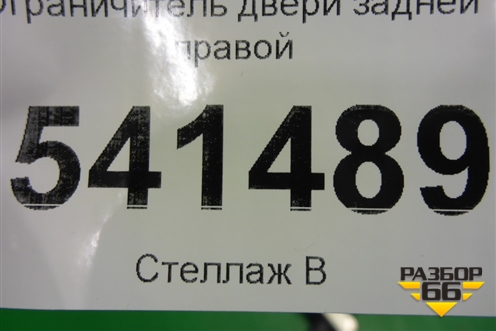 Ограничитель двери задней
правой
541489
Стеллаж В
РАЗБОР
66